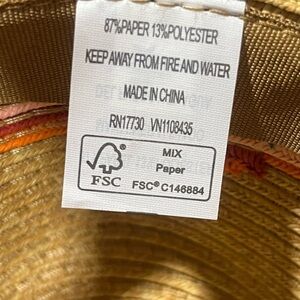 87%PAPER 13%POLYESTER
KEEP AWAY FROM FIRE AND WATER
MADE IN CHINA
RN17730 VN1108435
MIX
Paper
FSC
FSC® C146884